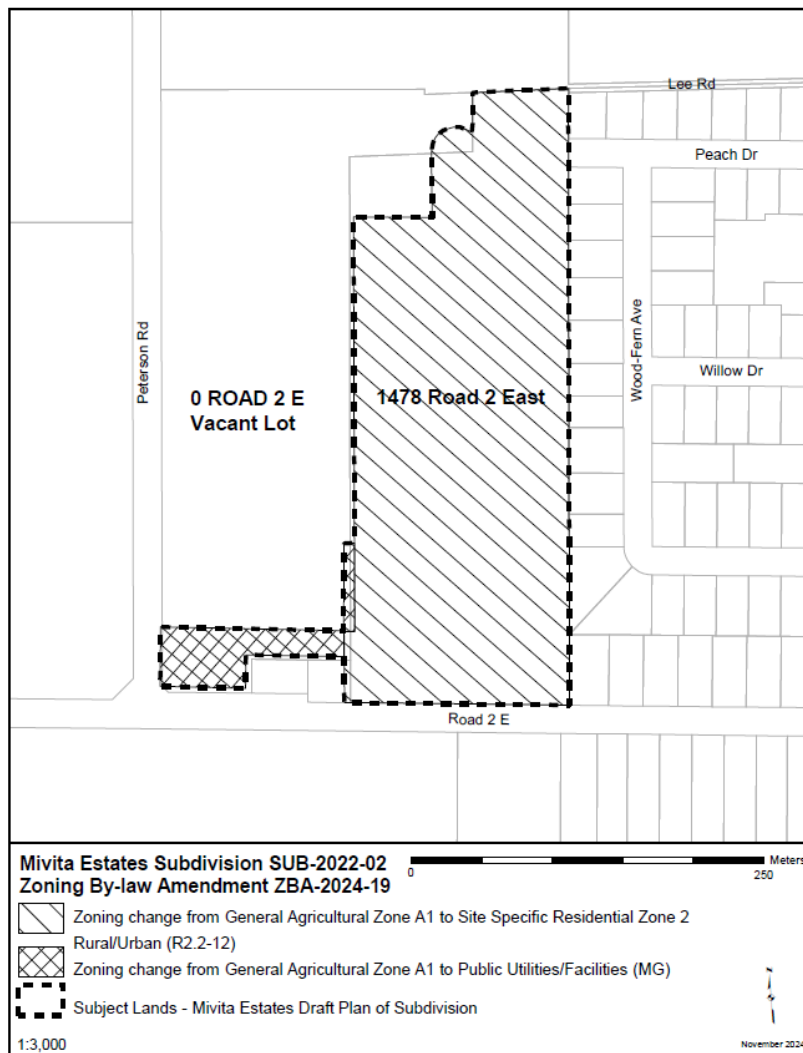 Lee Rd
Peach Dr
Peterson Rd
Wood-Fern Ave
Willow Dr
0 ROAD 2 E
Vacant Lot
1478 Road 2 East
Road 2 E
Mivita Estates Subdivision SUB-2022-02
Zoning By-law Amendment ZBA-2024-19
Meters
0
250
Zoning change from General Agricultural Zone A1 to Site Specific Residential Zone 2
Rural/Urban (R2.2-12)
Zoning change from General Agricultural Zone A1 to Public Utilities/Facilities (MG)
Subject Lands - Mivita Estates Draft Plan of Subdivision
1:3,000
November 2024